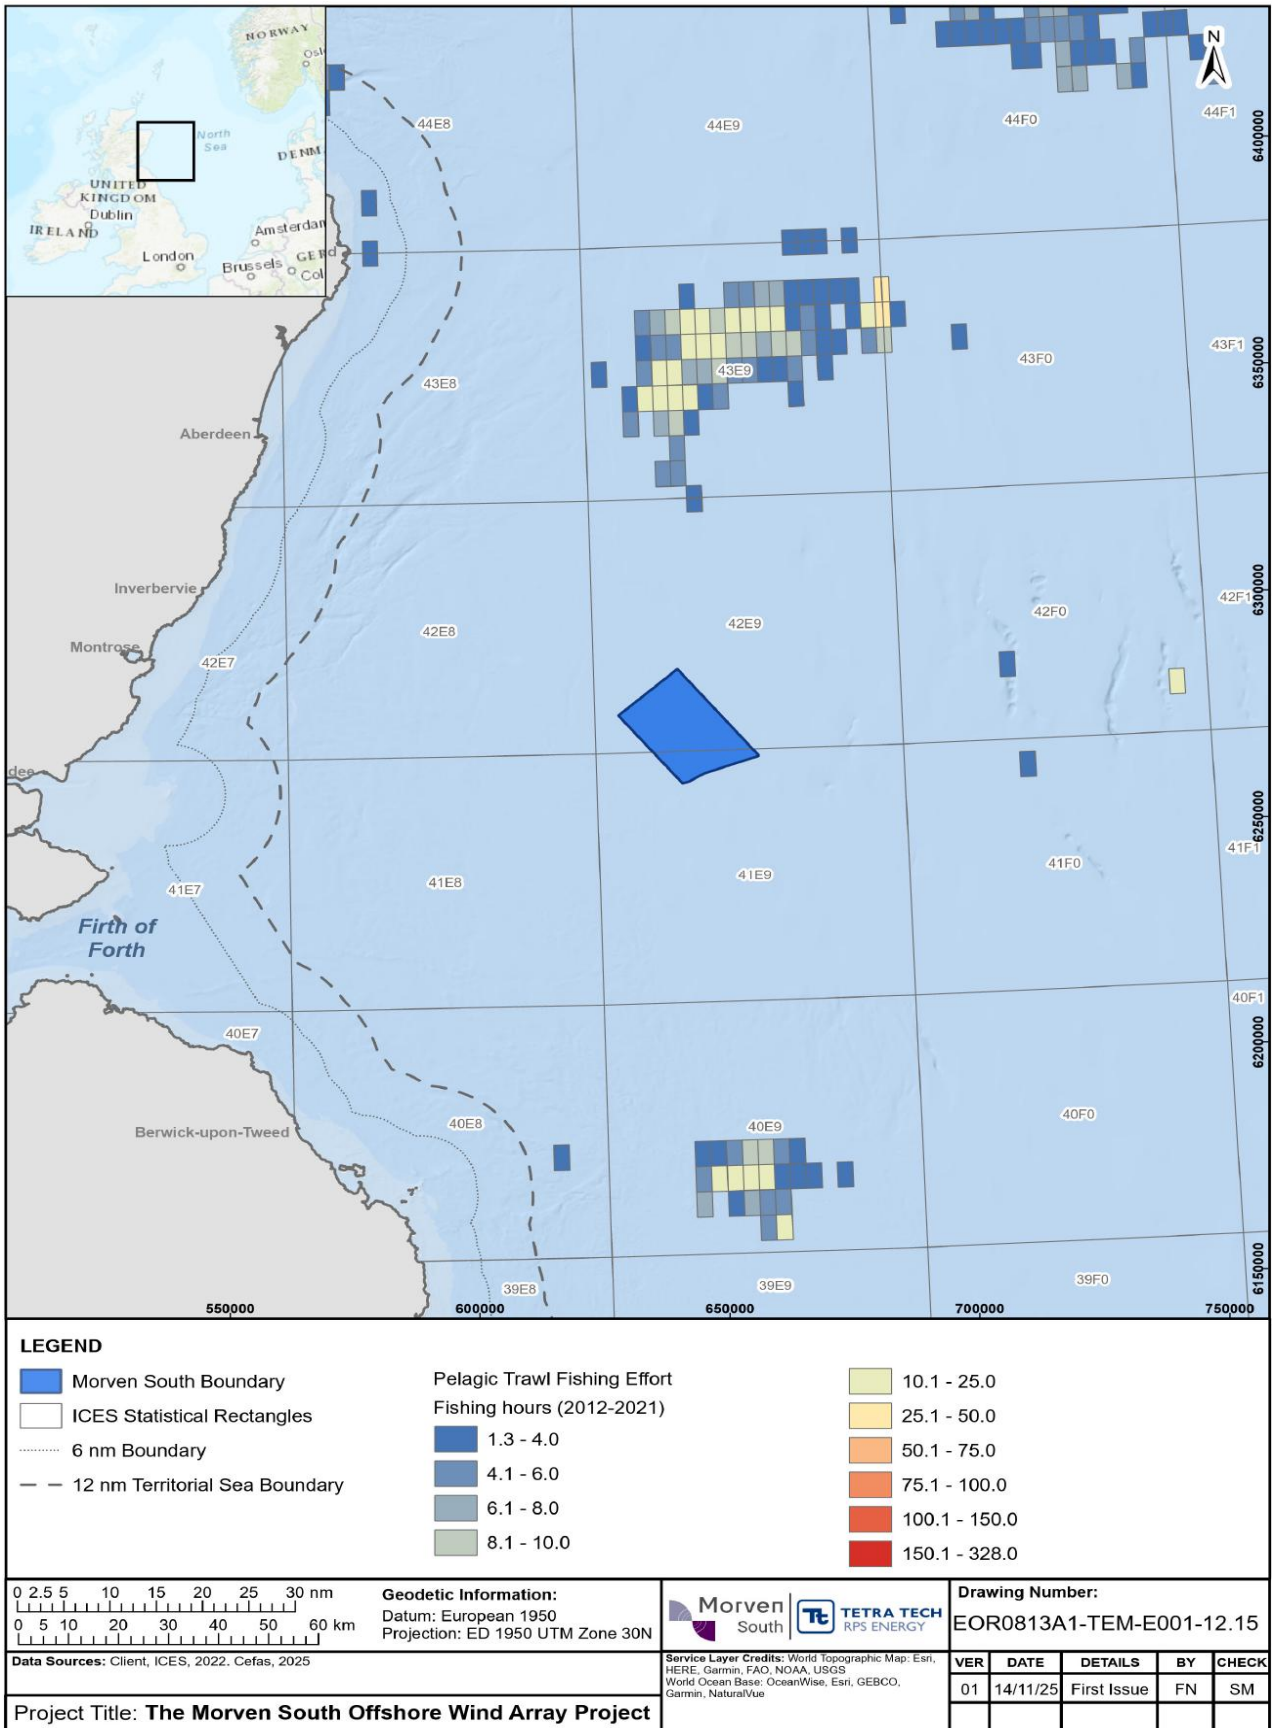 NORWAY
Osl
North
Sea
DENM
UNITED
KINGDOM
Dublin
IRELAND
Amsterdan
London
Brussels
GERd
Col
N
44E8
44E9
44F0
44F1
6400000
43E8
43E9
43F0
43F1
6350000
Aberdeen
Inverbervie
Montrose
42E7
42E8
42E9
42F0
42F1
6300000
dee
6250000
41E7
41E8
41E9
41F0
41F1
Firth of
Forth
40E7
40F1
6200000
40E8
40E9
40F0
Berwick-upon-Tweed
39E8
39E9
39F0
6150000
550000
600000
650000
700000
750000
LEGEND
Morven South Boundary
ICES Statistical Rectangles
6 nm Boundary
12 nm Territorial Sea Boundary
Pelagic Trawl Fishing Effort
Fishing hours (2012-2021)
1.3 - 4.0
4.1 - 6.0
6.1 - 8.0
8.1 - 10.0
10.1 - 25.0
25.1 - 50.0
50.1 - 75.0
75.1 - 100.0
100.1 - 150.0
150.1 - 328.0
0 2.5 5 10 15 20 25 30 nm
0 5 10 20 30 40 50 60 km
Geodetic Information:
Datum: European 1950
Projection: ED 1950 UTM Zone 30N
Data Sources: Client, ICES, 2022. Cefas, 2025
Project Title: The Morven South Offshore Wind Array Project
Morven
South
Tt
TETRA TECH
RPS ENERGY
Service Layer Credits: World Topographic Map: Esri,
HERE, Garmin, FAO, NOAA, USGS
World Ocean Base: OceanWise, Esri, GEBCO,
Garmin, NaturalVue
Drawing Number:
EOR0813A1-TEM-E001-12.15
VER DATE DETAILS BY CHECK
01 14/11/25 First Issue FN SM